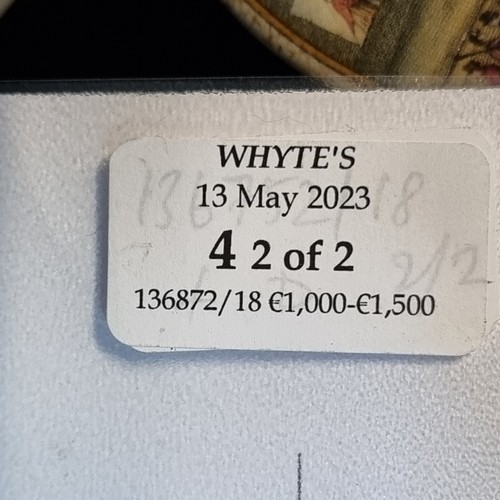 WHYTE'S
13 May 2023
4 2 of 2
136872/18 €1,000-€1,500